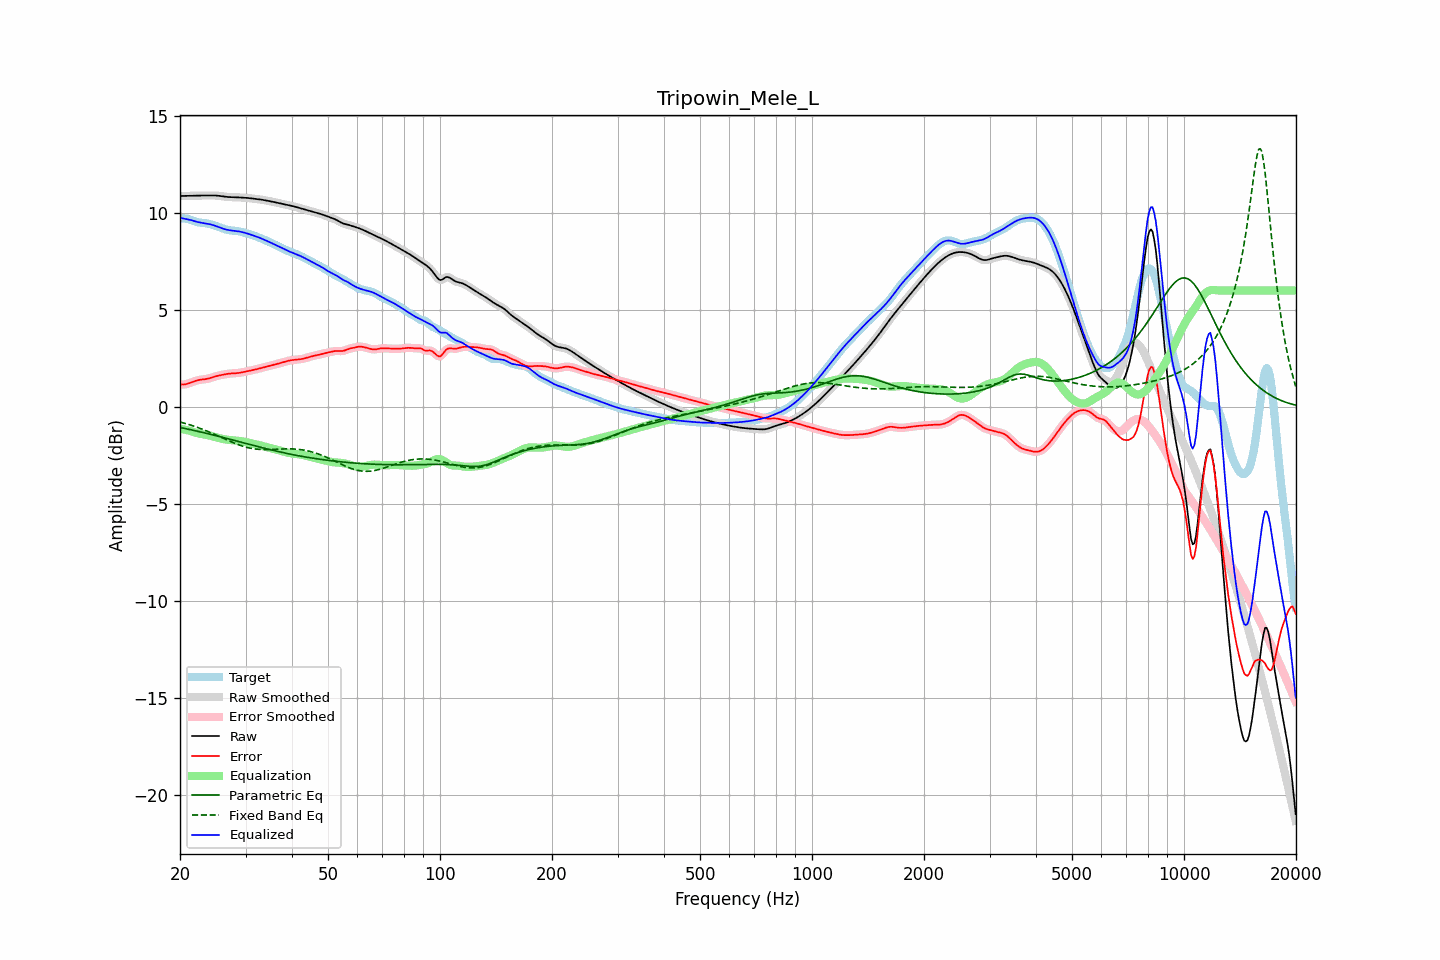 Tripowin_Mele_L
15
10
5
0
−5
−10
−15
−20
Amplitude (dBr)
Target
Raw Smoothed
Error Smoothed
Raw
Error
Equalization
Parametric Eq
Fixed Band Eq
Equalized
20 50 100 200 500 1000 2000 5000 10000 20000
Frequency (Hz)